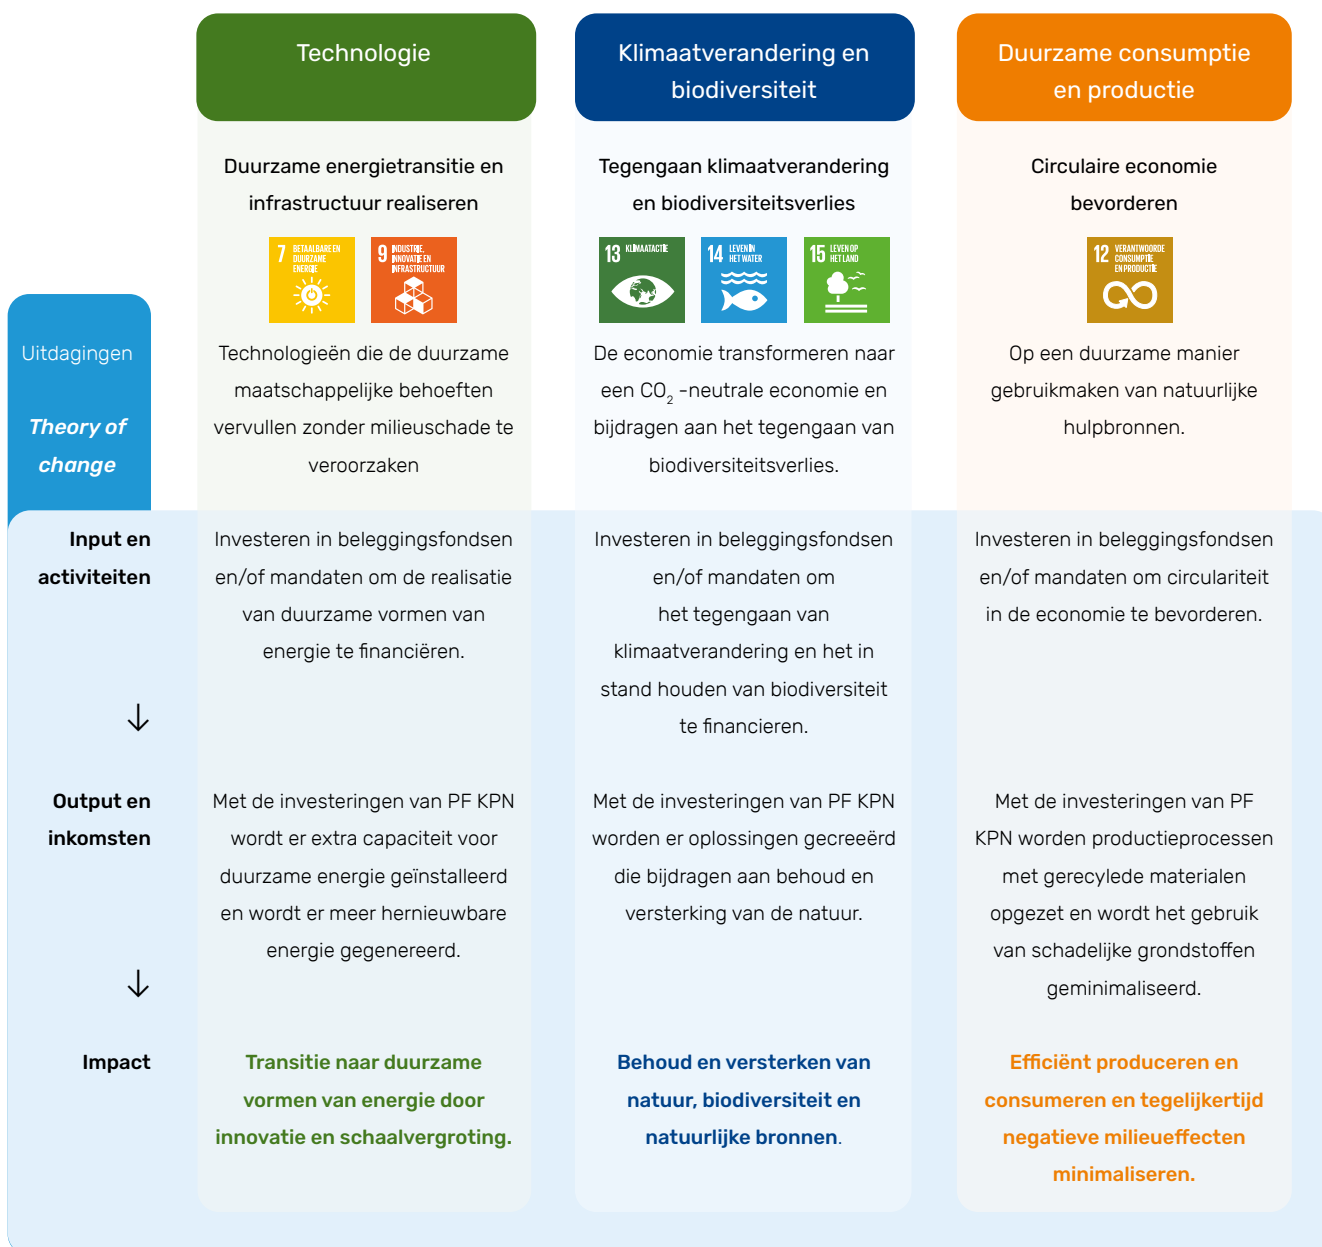 Technologie
Klimaatverandering en
biodiversiteit
Duurzame consumptie
en productie
Duurzame energietransitie en
infrastructuur realiseren
Tegengaan klimaatverandering
en biodiversiteitsverlies
Circulaire economie
bevorderen
7 BETAALBARE EN
DUURZAME
ENERGIE
9 INDUSTRIE,
INNOVATIE EN
INFRASTRUCTUUR
13 KLIMAATACTIE
14 LEVEN IN
HET WATER
15 LEVEN OP
HET LAND
12 VERANTWOORDE
CONSUMPTIE
EN PRODUCTIE
Uitdagingen
Theory of
change
Technologieën die de duurzame
maatschappelijke behoeften
vervullen zonder milieuschade te
veroorzaken
De economie transformeren naar
een CO₂ -neutrale economie en
bijdragen aan het tegengaan van
biodiversiteitsverlies.
Op een duurzame manier
gebruikmaken van natuurlijke
hulpbronnen.
Input en
activiteiten
Investeren in beleggingsfondsen
en/of mandaten om de realisatie
van duurzame vormen van
energie te financiëren.
Investeren in beleggingsfondsen
en/of mandaten om
het tegengaan van
klimaatverandering en het in
stand houden van biodiversiteit
te financieren.
Investeren in beleggingsfondsen
en/of mandaten om circulariteit
in de economie te bevorderen.
Output en
inkomsten
Met de investeringen van PF KPN
wordt er extra capaciteit voor
duurzame energie geïnstalleerd
en wordt er meer hernieuwbare
energie gegenereerd.
Met de investeringen van PF KPN
worden er oplossingen gecreeërd
die bijdragen aan behoud en
versterking van de natuur.
Met de investeringen van PF
KPN worden productieprocessen
met gerecylede materialen
opgezet en wordt het gebruik
van schadelijke grondstoffen
geminimaliseerd.
Impact
Transitie naar duurzame
vormen van energie door
innovatie en schaalvergroting.
Behoud en versterken van
natuur, biodiversiteit en
natuurlijke bronnen.
Efficiënt produceren en
consumeren en tegelijkertijd
negatieve milieueffecten
minimaliseren.